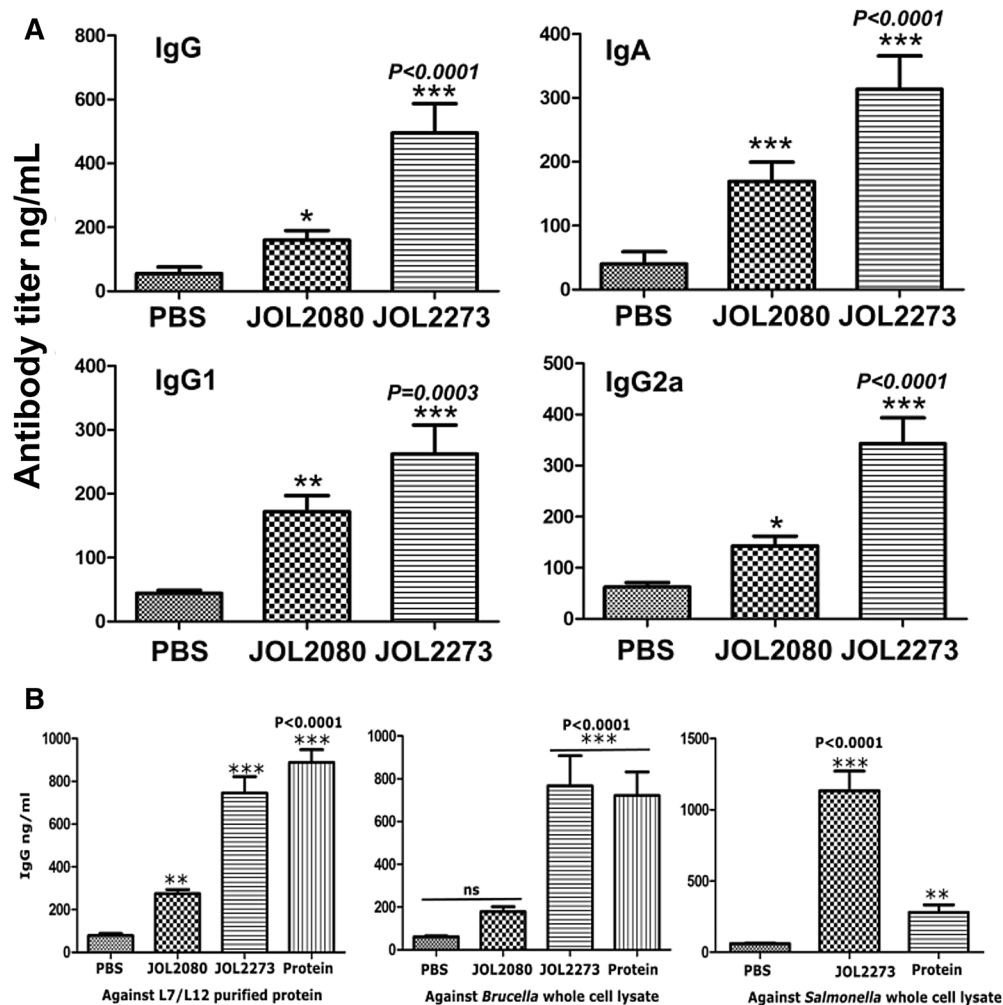 A
Antibody titer ng/mL
IgG
P<0.0001
***
*
800
600
400
200
0
PBS JOL2080 JOL2273
IgA
P<0.0001
***
***
400
300
200
100
0
PBS JOL2080 JOL2273
IgG1
P=0.0003
***
**
400
300
200
100
0
PBS JOL2080 JOL2273
IgG2a
P<0.0001
***
*
500
400
300
200
100
0
PBS JOL2080 JOL2273
B
IgG ng/ml
P<0.0001
***
***
**
1000
800
600
400
200
0
PBS JOL2080 JOL2273 Protein
Against L7/L12 purified protein
P<0.0001
***
ns
1000
800
600
400
200
0
PBS JOL2080 JOL2273 Protein
Against Brucella whole cell lysate
P<0.0001
***
**
1500
1000
500
0
PBS JOL2273 Protein
Against Salmonella whole cell lysate